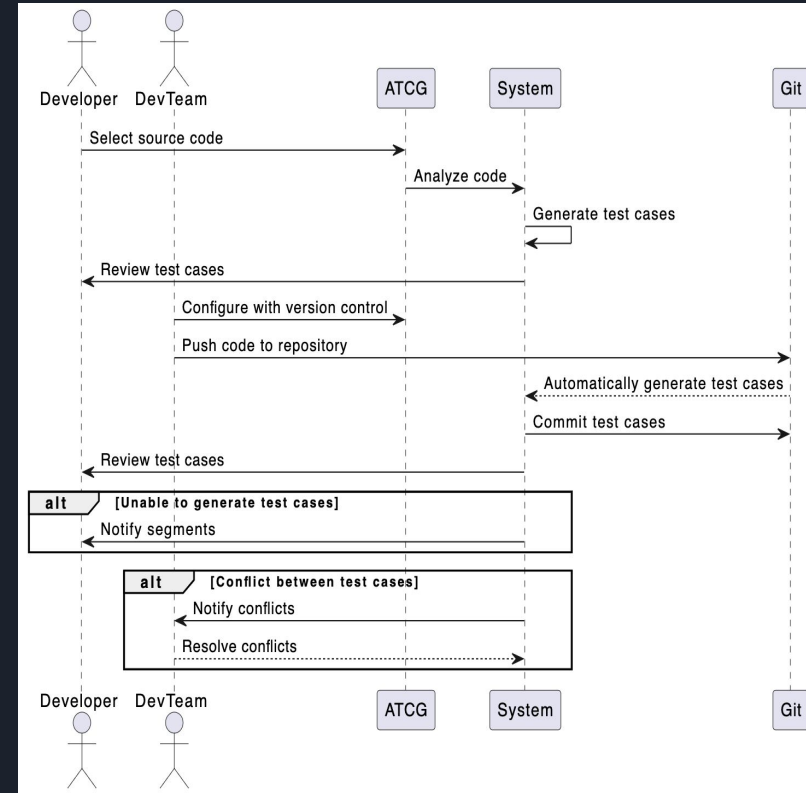 Developer DevTeam ATCG System Git
Select source code
Analyze code
Generate test cases
Review test cases
Configure with version control
Push code to repository
Automatically generate test cases
Commit test cases
Review test cases
alt [Unable to generate test cases]
Notify segments
alt [Conflict between test cases]
Notify conflicts
Resolve conflicts
Developer DevTeam ATCG System Git